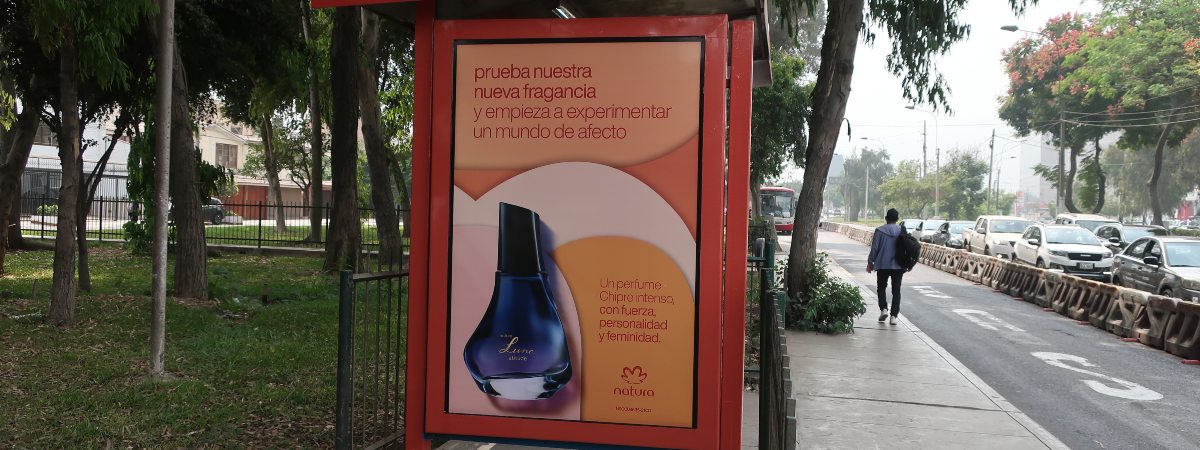 prueba nuestra
nueva fragancia
y empieza a experimentar
un mundo de afecto
Un perfume
Chipre intenso,
con fuerza,
personalidad
y feminidad.
Luna
natura